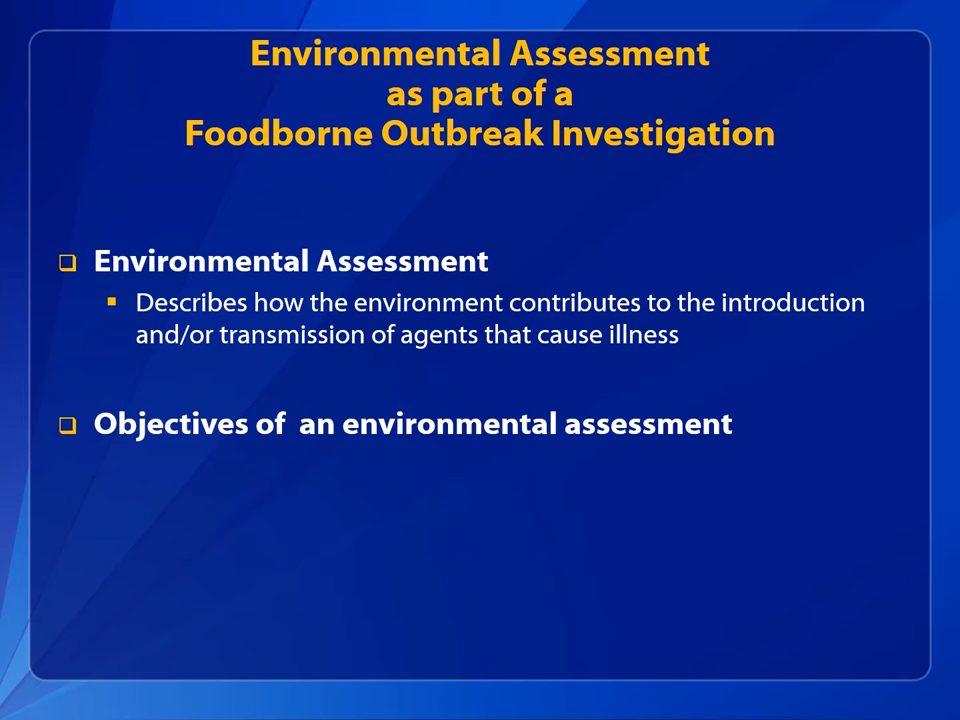 Environmental Assessment
as part of a
Foodborne Outbreak Investigation
Environmental Assessment
Describes how the environment contributes to the introduction
and/or transmission of agents that cause illness
Objectives of  an environmental assessment